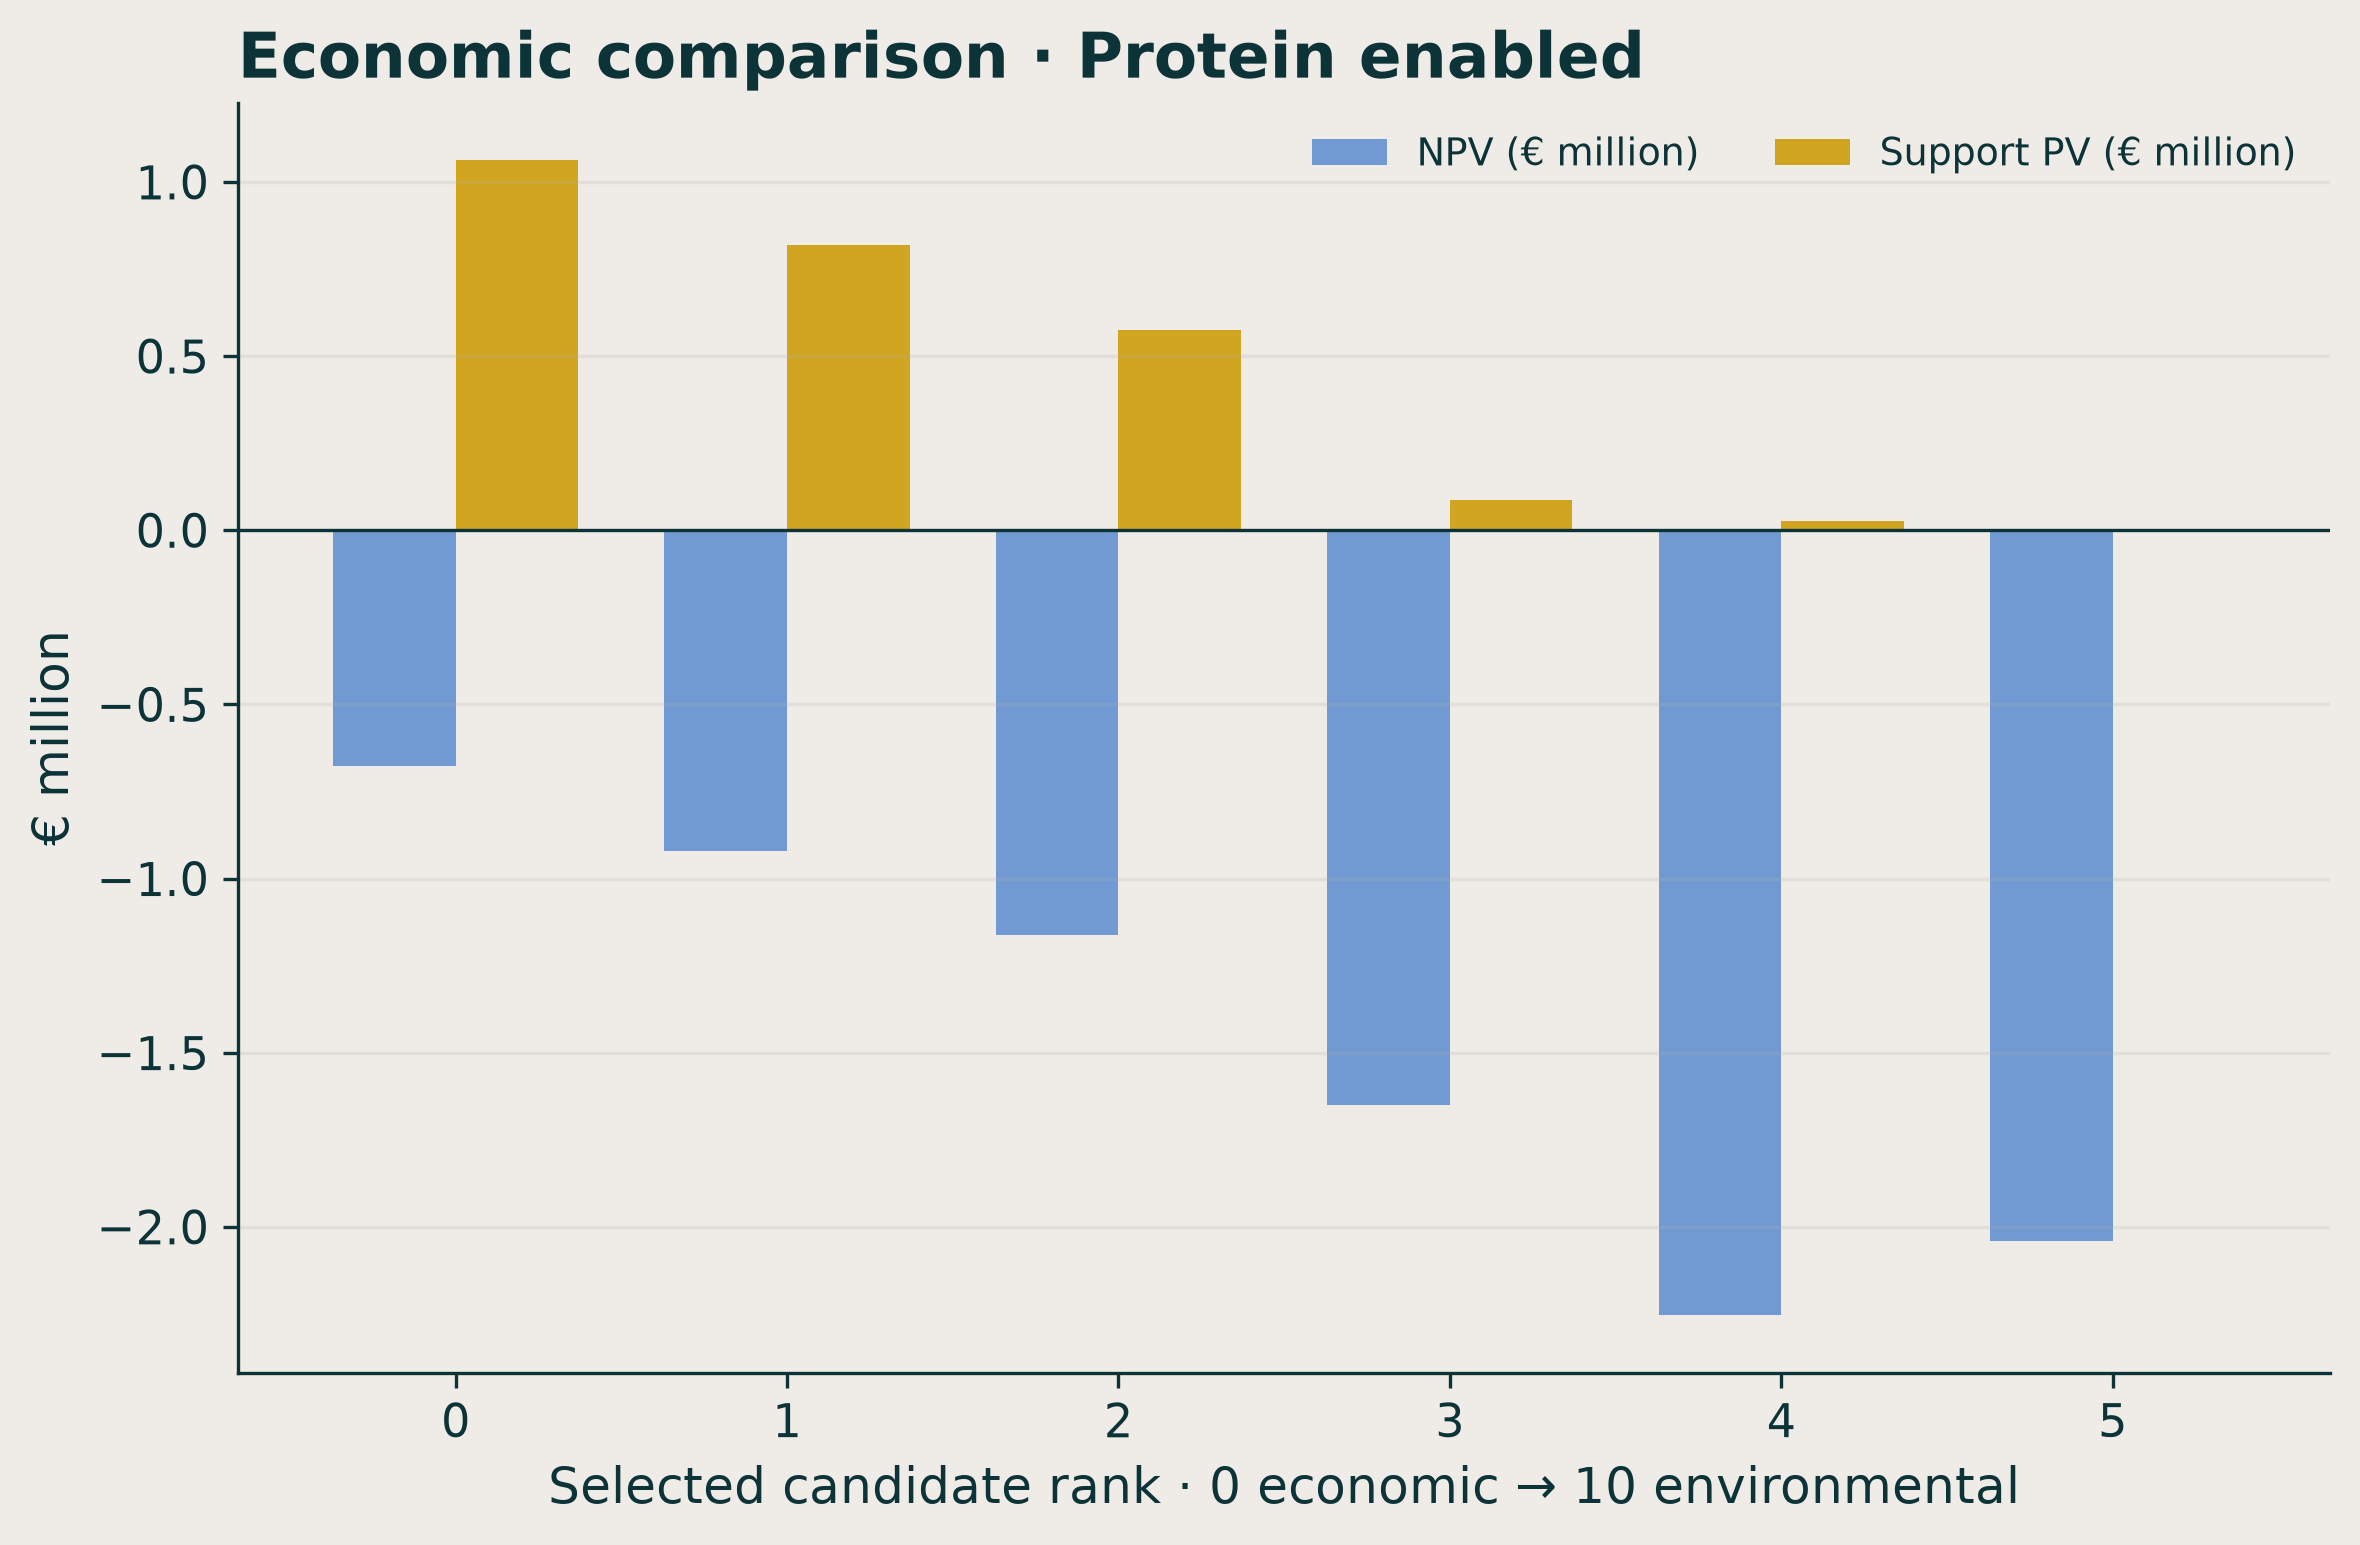 Economic comparison · Protein enabled
NPV (€ million)
Support PV (€ million)
1.0
0.5
0.0
−0.5
−1.0
−1.5
−2.0
€ million
0 1 2 3 4 5
Selected candidate rank · 0 economic → 10 environmental